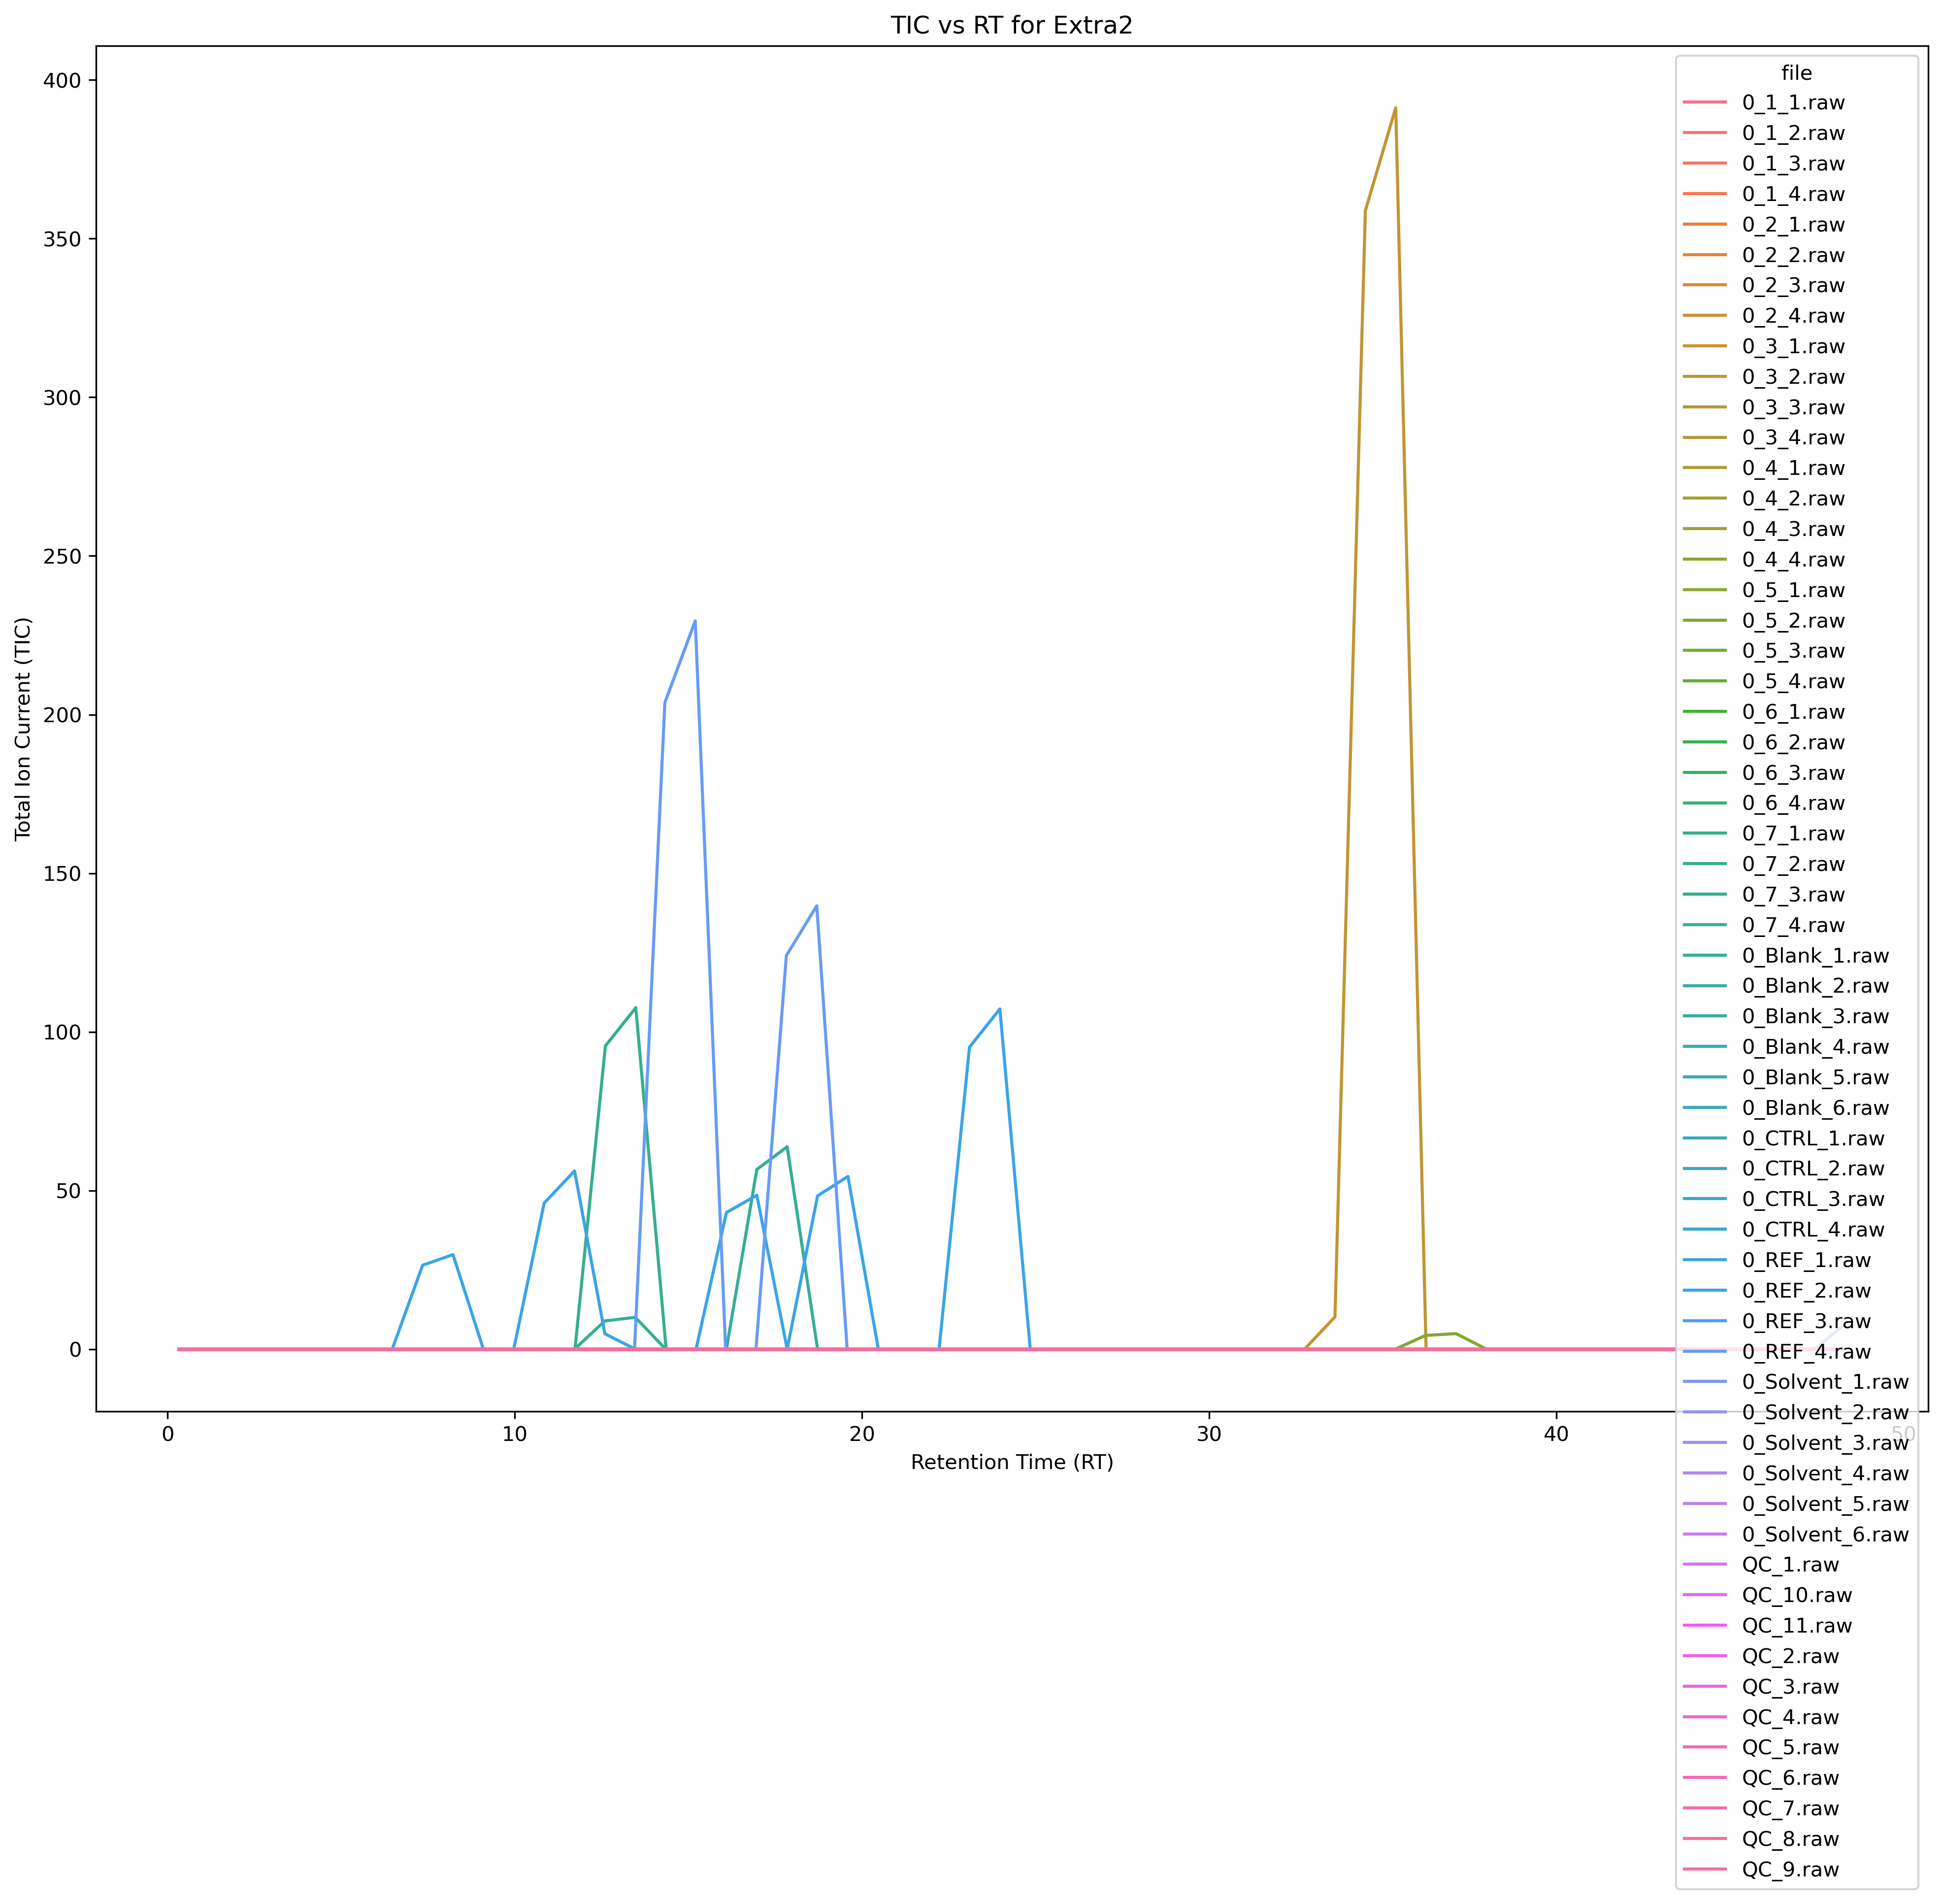 TIC vs RT for Extra2
Total Ion Current (TIC)
400
350
300
250
200
150
100
50
0
0 10 20 30 40 50
Retention Time (RT)
file
0_1_1.raw
0_1_2.raw
0_1_3.raw
0_1_4.raw
0_2_1.raw
0_2_2.raw
0_2_3.raw
0_2_4.raw
0_3_1.raw
0_3_2.raw
0_3_3.raw
0_3_4.raw
0_4_1.raw
0_4_2.raw
0_4_3.raw
0_4_4.raw
0_5_1.raw
0_5_2.raw
0_5_3.raw
0_5_4.raw
0_6_1.raw
0_6_2.raw
0_6_3.raw
0_6_4.raw
0_7_1.raw
0_7_2.raw
0_7_3.raw
0_7_4.raw
0_Blank_1.raw
0_Blank_2.raw
0_Blank_3.raw
0_Blank_4.raw
0_Blank_5.raw
0_Blank_6.raw
0_CTRL_1.raw
0_CTRL_2.raw
0_CTRL_3.raw
0_CTRL_4.raw
0_REF_1.raw
0_REF_2.raw
0_REF_3.raw
0_REF_4.raw
0_Solvent_1.raw
0_Solvent_2.raw
0_Solvent_3.raw
0_Solvent_4.raw
0_Solvent_5.raw
0_Solvent_6.raw
QC_1.raw
QC_10.raw
QC_11.raw
QC_2.raw
QC_3.raw
QC_4.raw
QC_5.raw
QC_6.raw
QC_7.raw
QC_8.raw
QC_9.raw